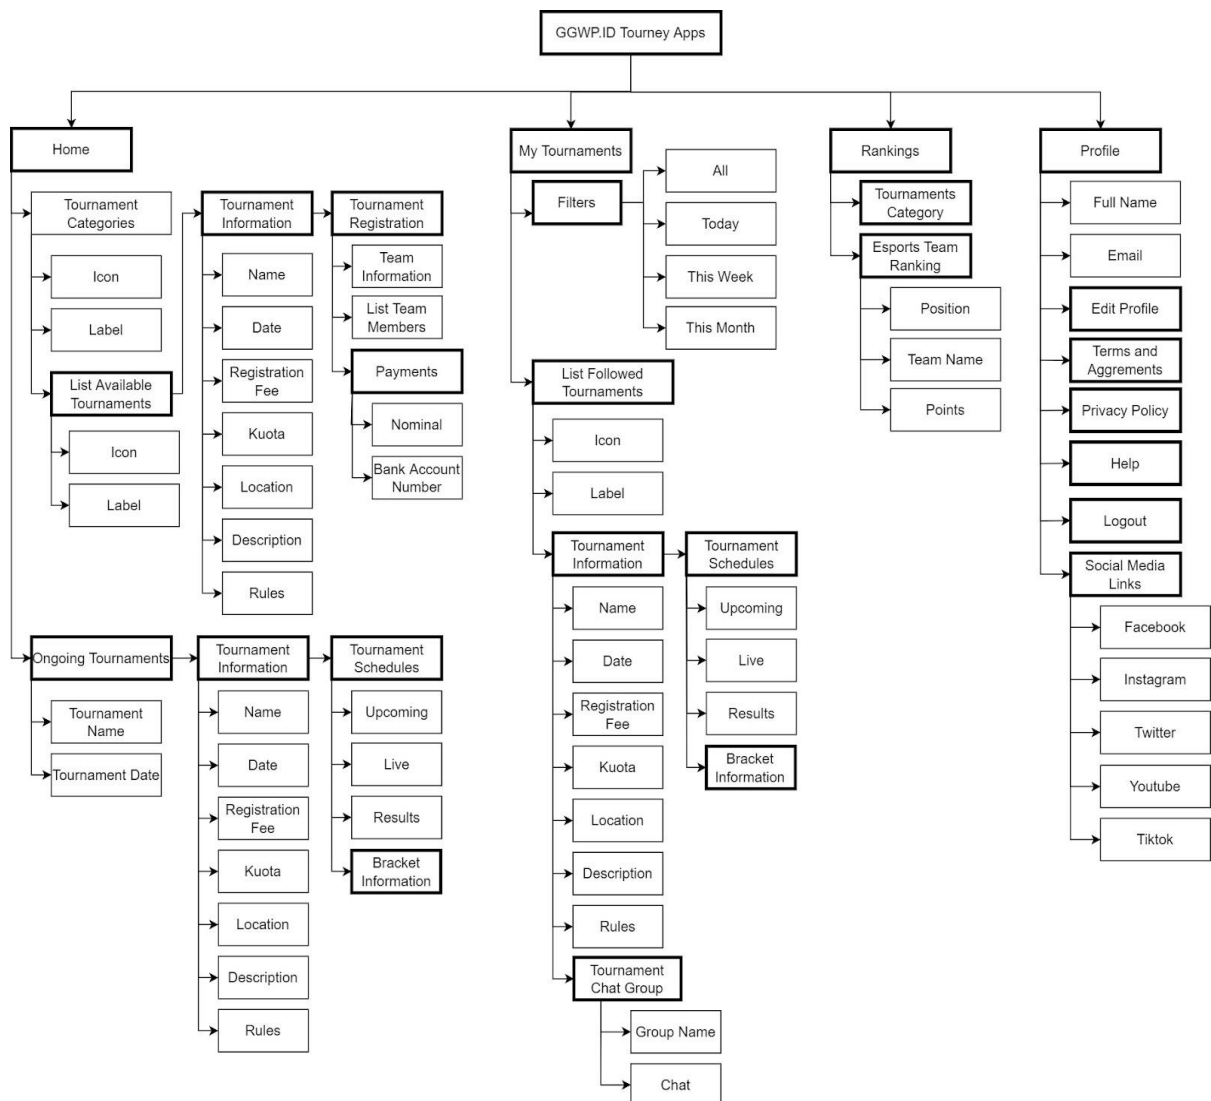 GGWP.ID Tourney Apps
Home
Tournament
Categories
Icon
Label
List Available
Tournaments
Icon
Label
Tournament
Information
Name
Date
Registration
Fee
Kuota
Location
Description
Rules
Tournament
Registration
Team
Information
List Team
Members
Payments
Nominal
Bank Account
Number
Ongoing Tournaments
Tournament
Name
Tournament Date
Tournament
Information
Name
Date
Registration
Fee
Kuota
Location
Description
Rules
Tournament
Schedules
Upcoming
Live
Results
Bracket
Information
My Tournaments
Filters
All
Today
This Week
This Month
List Followed
Tournaments
Icon
Label
Tournament
Information
Name
Date
Registration
Fee
Kuota
Location
Description
Rules
Tournament
Chat Group
Group Name
Chat
Tournament
Schedules
Upcoming
Live
Results
Bracket
Information
Rankings
Tournaments
Category
Esports Team
Ranking
Position
Team Name
Points
Profile
Full Name
Email
Edit Profile
Terms and
Aggrements
Privacy Policy
Help
Logout
Social Media
Links
Facebook
Instagram
Twitter
Youtube
Tiktok